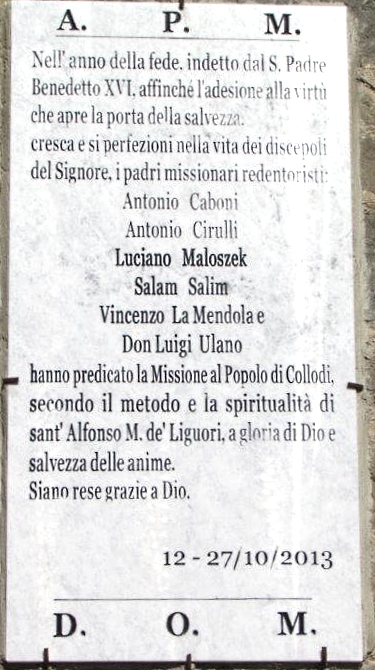 A. P. M.
Nell' anno della fede, indetto dal S. Padre
Benedetto XVI, affinchè l'adesione alla virtù
che apre la porta della salvezza,
cresca e si perfezioni nella vita dei discepoli
del Signore, i padri missionari redentoristi:
Antonio Caboni
Antonio Cirulli
Luciano Maloszek
Salam Salim
Vincenzo La Mendola e
Don Luigi Ulano
hanno predicato la Missione al Popolo di Collodi,
secondo il metodo e la spiritualità di
sant' Alfonso M. de' Liguori, a gloria di Dio e
salvezza delle anime.
Siano rese grazie a Dio.
12 - 27/10/2013
D. O. M.